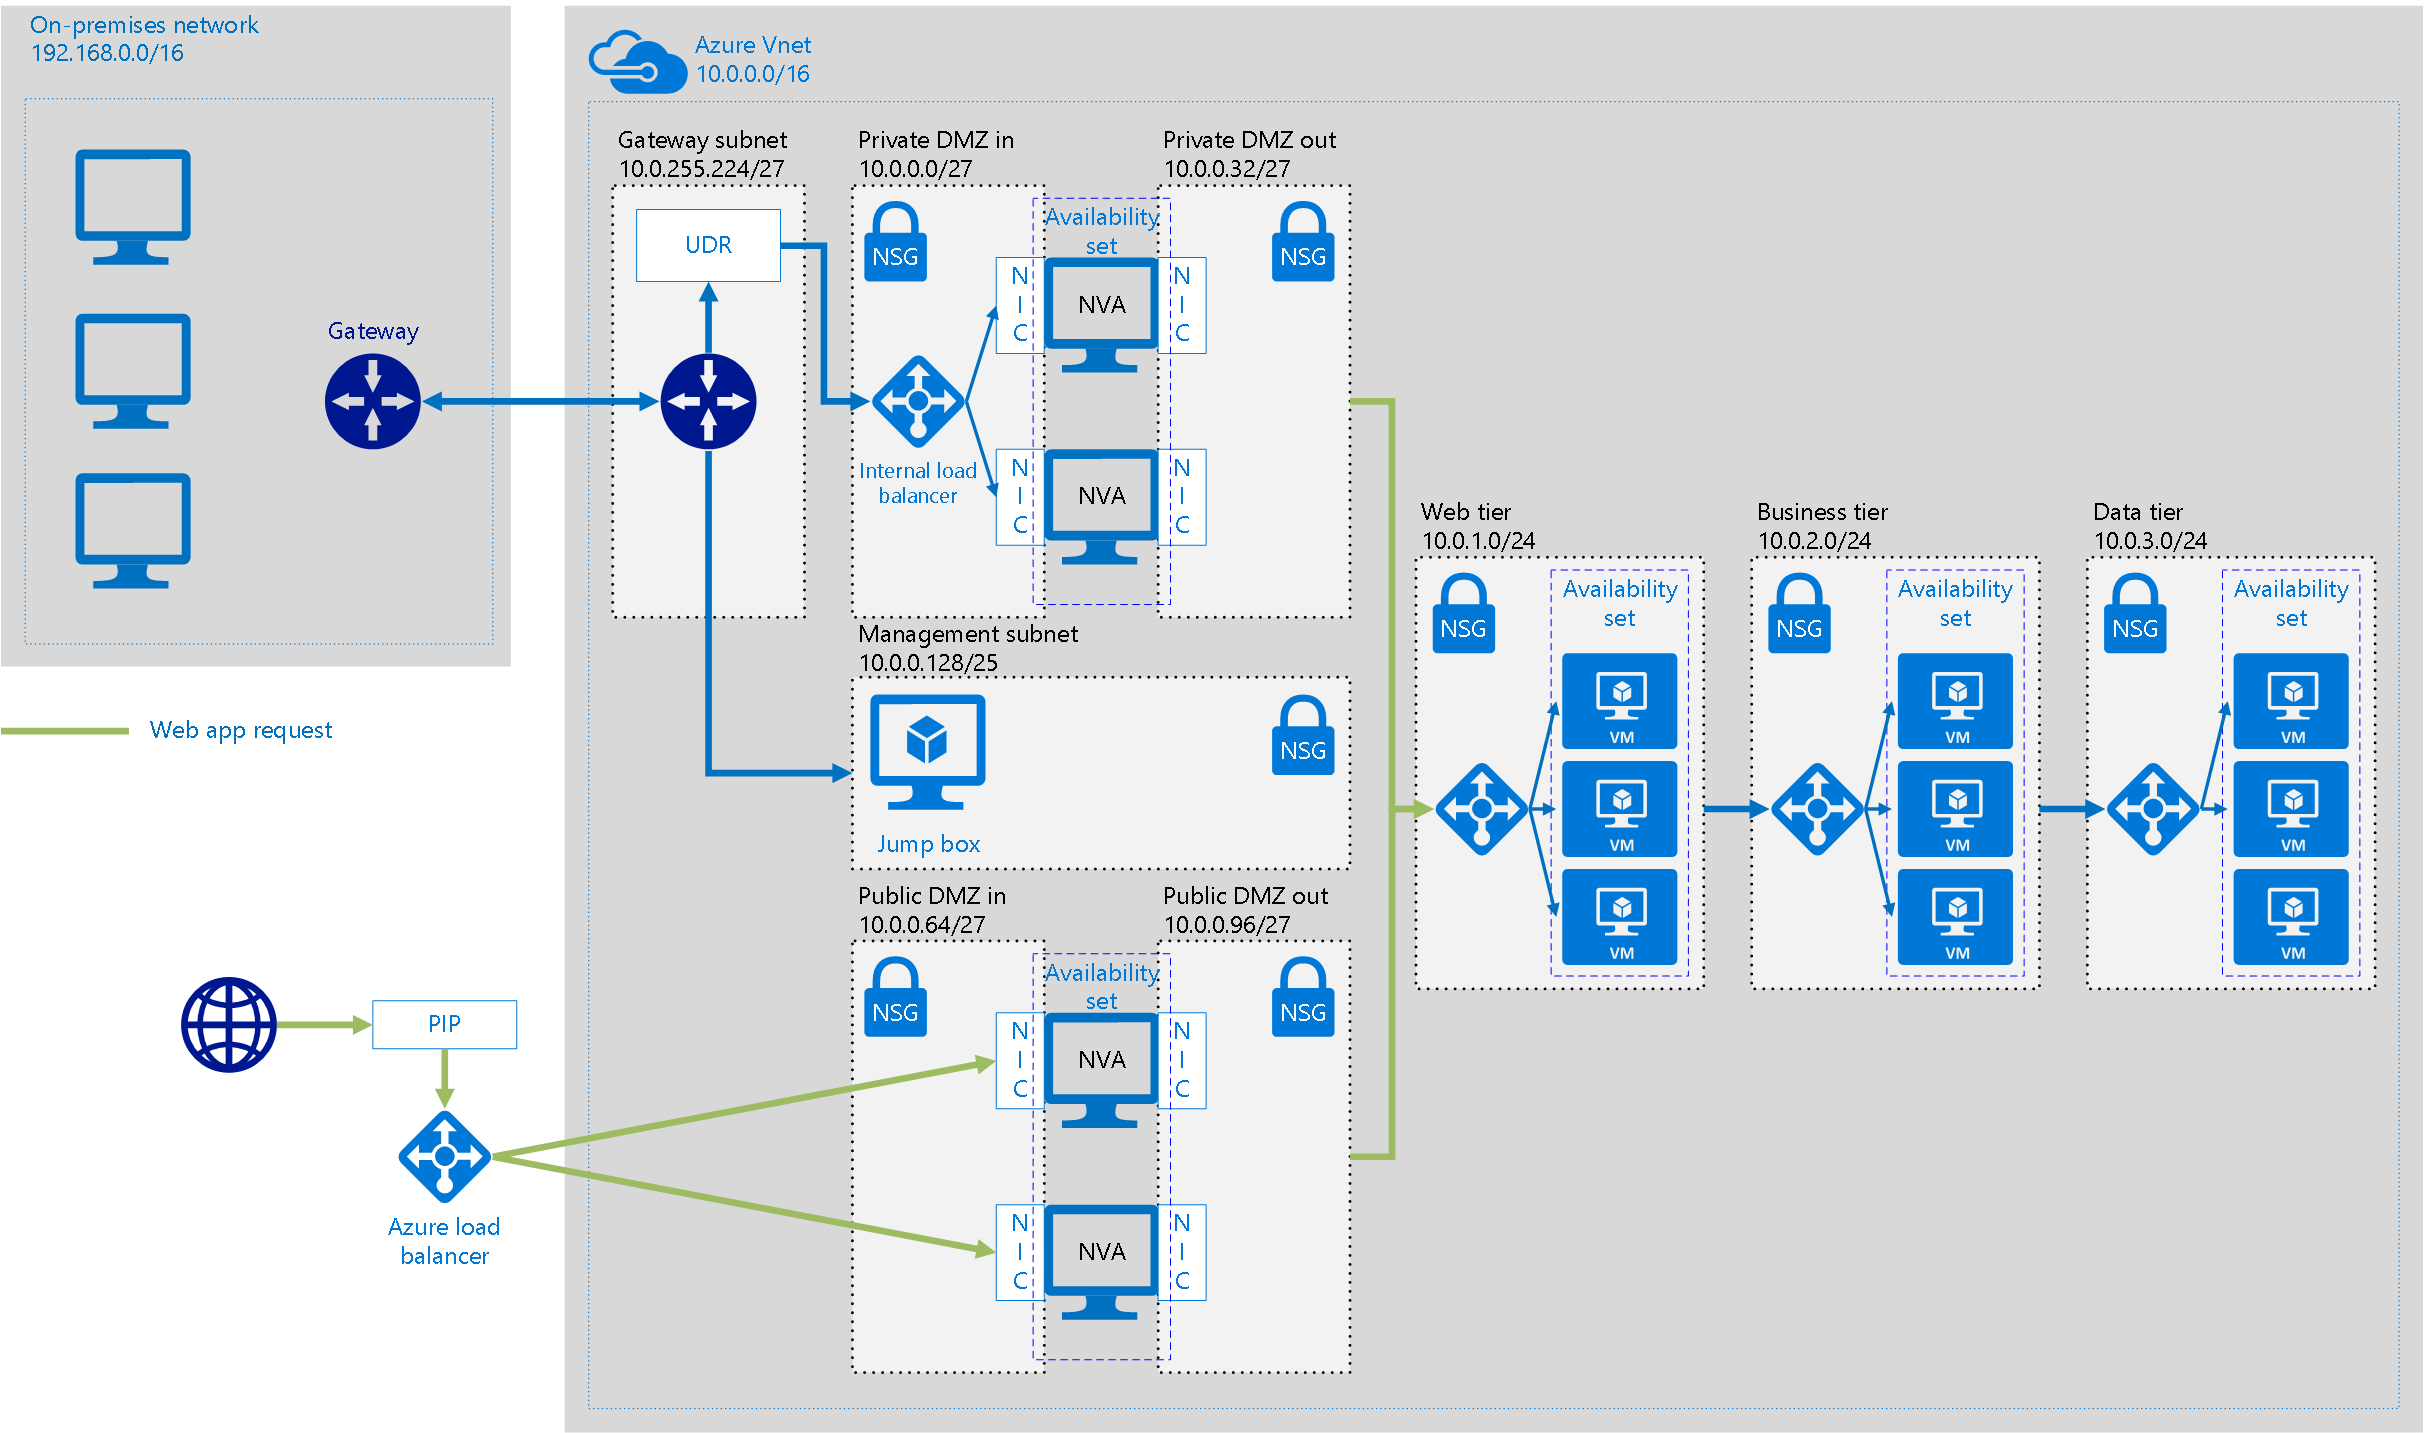 On-premises network
192.168.0.0/16
Gateway
Web app request
PIP
Azure load
balancer
Azure Vnet
10.0.0.0/16
Gateway subnet
10.0.255.224/27
UDR
Private DMZ in
10.0.0.0/27
NSG
Internal load
balancer
Availability
set
N
I
C
NVA
N
I
C
N
I
C
NVA
N
I
C
Private DMZ out
10.0.0.32/27
NSG
Management subnet
10.0.0.128/25
Jump box
NSG
Public DMZ in
10.0.0.64/27
NSG
Availability
set
N
I
C
NVA
N
I
C
N
I
C
NVA
N
I
C
Public DMZ out
10.0.0.96/27
NSG
Web tier
10.0.1.0/24
NSG
Availability
set
VM
VM
VM
Business tier
10.0.2.0/24
NSG
Availability
set
VM
VM
VM
Data tier
10.0.3.0/24
NSG
Availability
set
VM
VM
VM